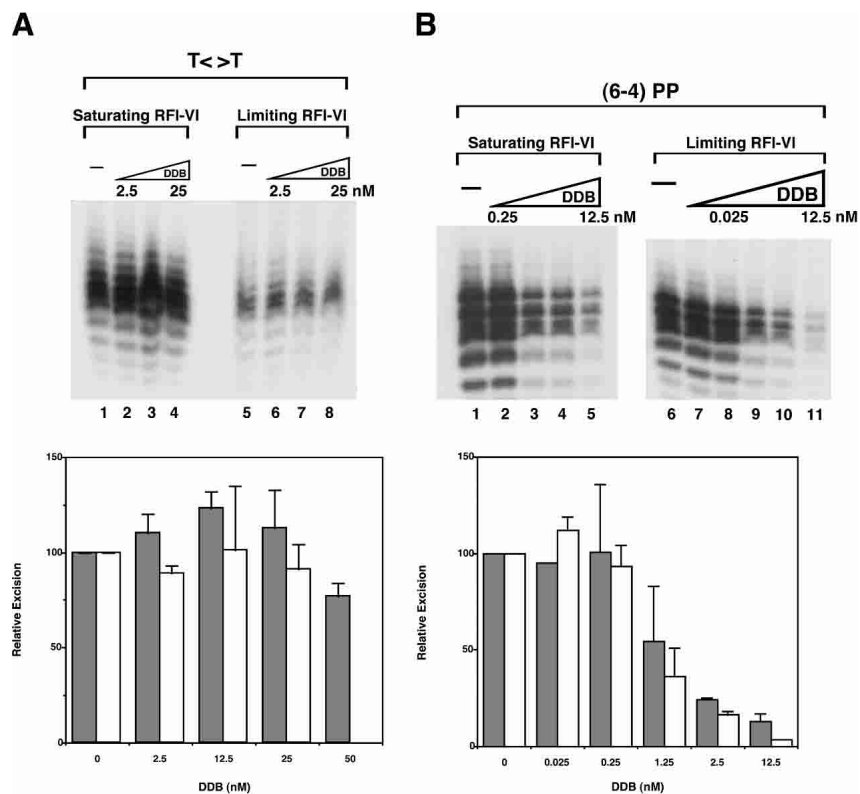 A
T< >T
Saturating RFI-VI
Limiting RFI-VI
— DDB
2.5 25
— DDB
2.5 25 nM
1 2 3 4 5 6 7 8
150
100
50
0
Relative Excision
0 2.5 12.5 25 50
DDB (nM)
B
(6-4) PP
Saturating RFI-VI
Limiting RFI-VI
— DDB
0.25 12.5 nM
— DDB
0.025 12.5 nM
1 2 3 4 5
6 7 8 9 10 11
150
100
50
0
Relative Excision
0 0.025 0.25 1.25 2.5 12.5
DDB (nM)